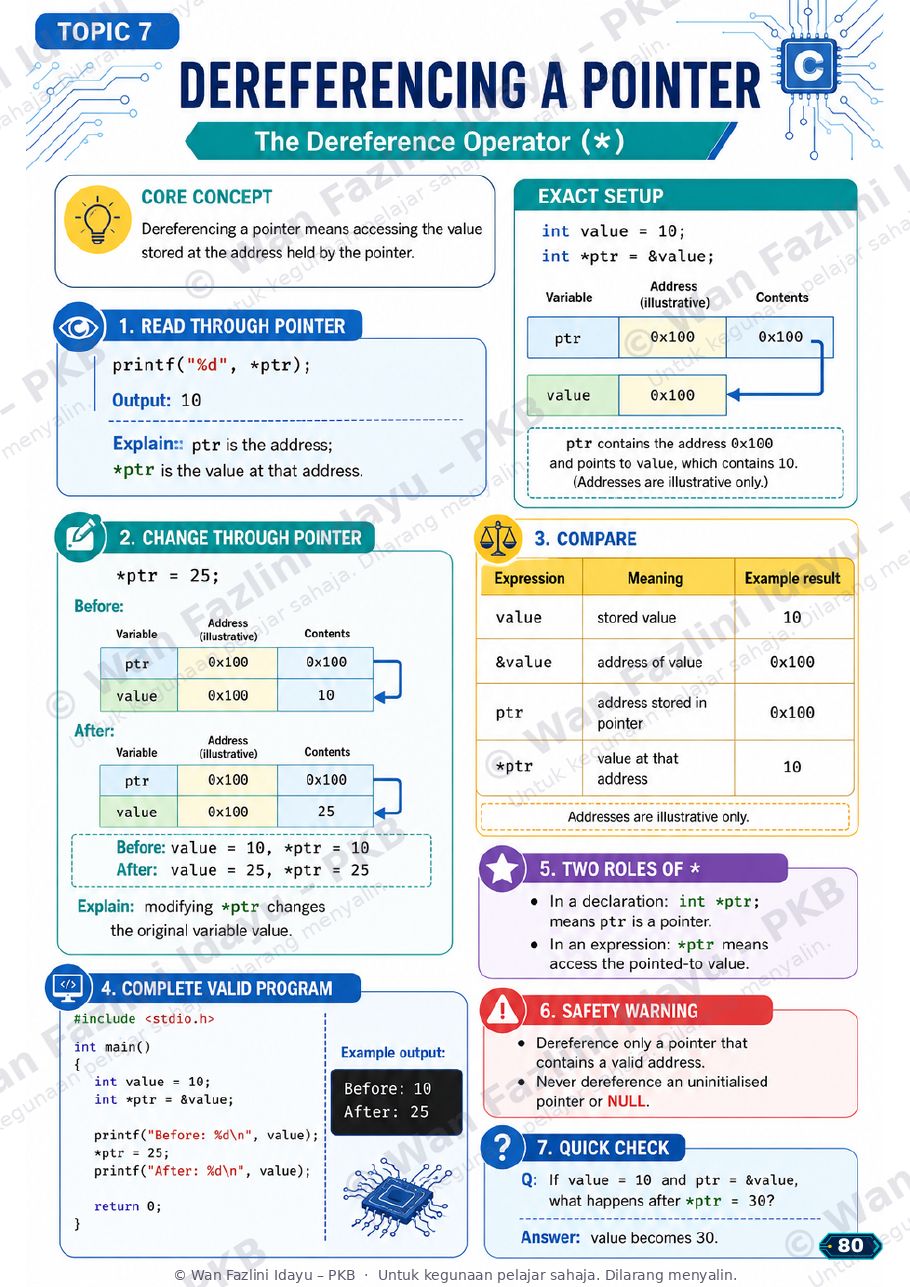 TOPIC 7
C
DEREFERENCING A POINTER
The Dereference Operator (*)
CORE CONCEPT
Dereferencing a pointer means accessing the value
stored at the address held by the pointer.
EXACT SETUP
int value = 10;
int *ptr = &value;
Variable Address (illustrative) Contents
ptr 0x100 0x100
value 0x100
ptr contains the address 0x100
and points to value, which contains 10.
(Addresses are illustrative only.)
1. READ THROUGH POINTER
printf("%d", *ptr);
Output: 10
Explain:: ptr is the address;
*ptr is the value at that address.
2. CHANGE THROUGH POINTER
*ptr = 25;
Before:
Variable Address (illustrative) Contents
ptr 0x100 0x100
value 0x100 10
After:
Variable Address (illustrative) Contents
ptr 0x100 0x100
value 0x100 25
Before: value = 10, *ptr = 10
After: value = 25, *ptr = 25
Explain: modifying *ptr changes
the original variable value.
3. COMPARE
Expression Meaning Example result
value stored value 10
&value address of value 0x100
ptr address stored in pointer 0x100
*ptr value at that address 10
Addresses are illustrative only.
4. COMPLETE VALID PROGRAM
#include <stdio.h>
int main()
{
int value = 10;
int *ptr = &value;
printf("Before: %d\n", value);
*ptr = 25;
printf("After: %d\n", value);
return 0;
}
Example output:
Before: 10
After: 25
5. TWO ROLES OF *
• In a declaration: int *ptr;
means ptr is a pointer.
• In an expression: *ptr means
access the pointed-to value.
6. SAFETY WARNING
• Dereference only a pointer that
contains a valid address.
• Never dereference an uninitialised
pointer or NULL.
7. QUICK CHECK
Q: If value = 10 and ptr = &value,
what happens after *ptr = 30?
Answer: value becomes 30.
80
© Wan Fazlini Idayu – PKB · Untuk kegunaan pelajar sahaja. Dilarang menyalin.
© Wan Fazlini Idayu – PKB
Untuk kegunaan pelajar sahaja. Dilarang menyalin.